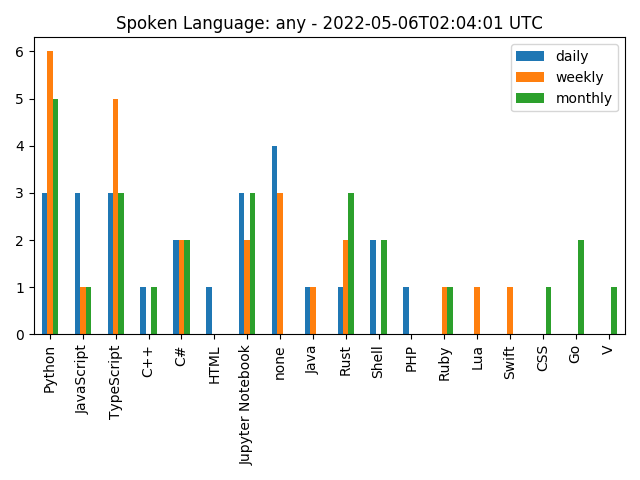 Spoken Language: any - 2022-05-06T02:04:01 UTC
daily
weekly
monthly
6
5
4
3
2
1
0
Python
JavaScript
TypeScript
C++
C#
HTML
Jupyter Notebook
none
Java
Rust
Shell
PHP
Ruby
Lua
Swift
CSS
Go
V